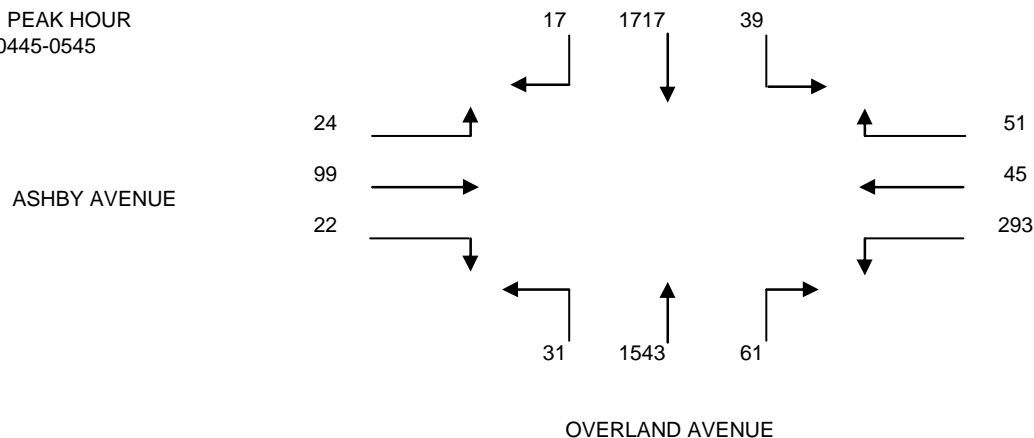 PEAK HOUR
0445-0545
17 1717 39
24 51
99 45
ASHBY AVENUE
22 293
31 1543 61
OVERLAND AVENUE